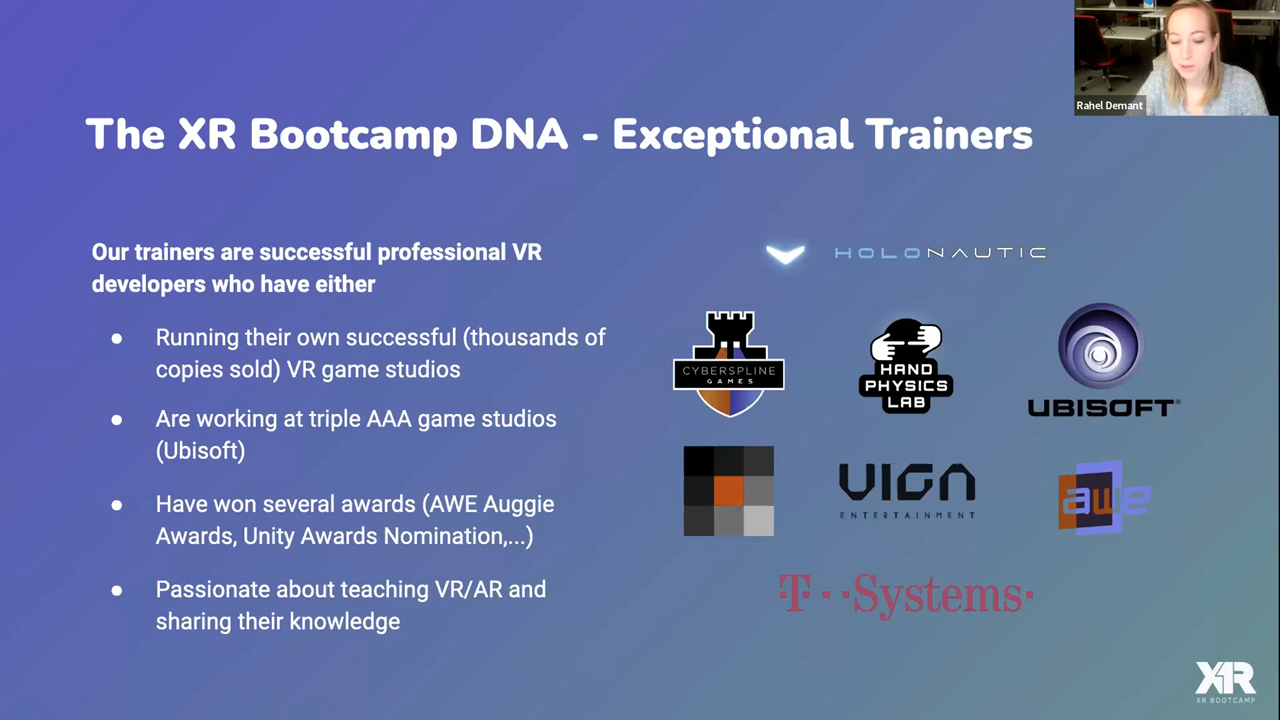 Rahel Demant
The XR Bootcamp DNA - Exceptional Trainers
Our trainers are successful professional VR
developers who have either
● Running their own successful (thousands of
copies sold) VR game studios
● Are working at triple AAA game studios
(Ubisoft)
● Have won several awards (AWE Auggie
Awards, Unity Awards Nomination,...)
● Passionate about teaching VR/AR and
sharing their knowledge
HOLONAUTIC
CYBERSPLINE
GAMES
HAND
PHYSICS
LAB
UBISOFT®
VIGA
ENTERTAINMENT
awe
T··Systems·
XR
XR BOOTCAMP